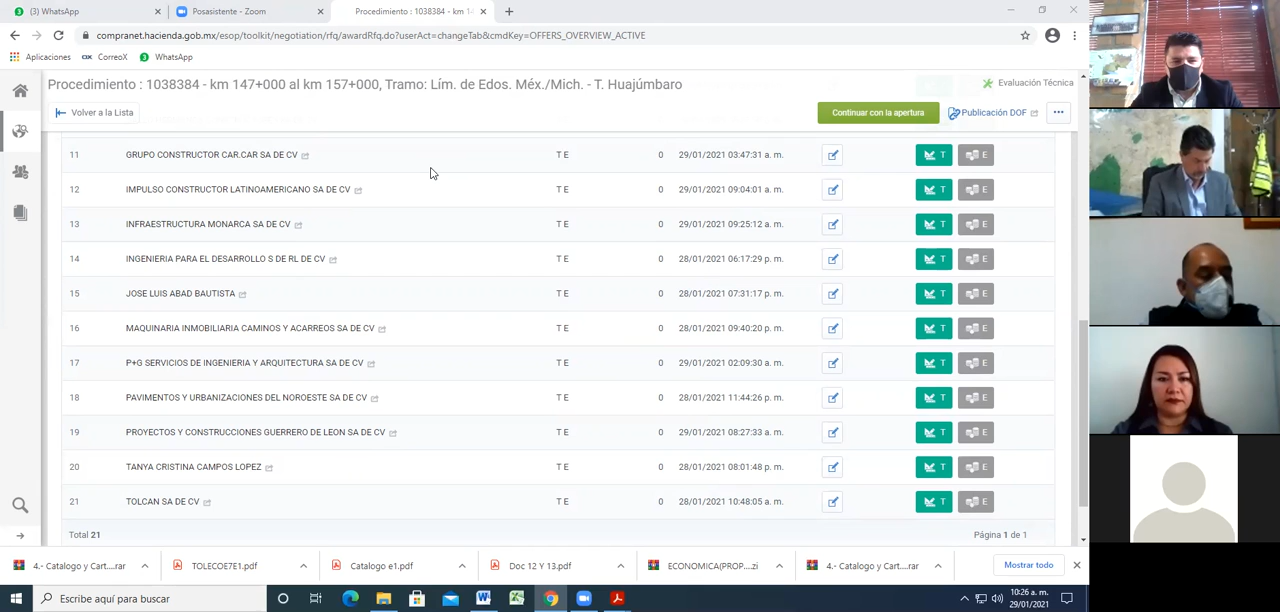 (3) WhatsApp
Posasistente - Zoom
Procedimiento : 1038384 - km 14
compranet.hacienda.gob.mx/esop/toolkit/negotiation/rfq/
hangeTab&cmdKey=OFFERS_OVERVIEW_ACTIVE
Aplicaciones CorreoX WhatsApp
Procedimiento : 1038384 - km 147+000 al km 157+000, Tramo Lím. de Edos. Méx./Mich. - T. Huajúmbaro
Evaluación Técnica
Volver a la Lista
Continuar con la apertura
Publicación DOF
11 GRUPO CONSTRUCTOR CAR.CAR SA DE CV T E 0 29/01/2021 03:47:31 a. m. T E
12 IMPULSO CONSTRUCTOR LATINOAMERICANO SA DE CV T E 0 29/01/2021 09:04:01 a. m. T E
13 INFRAESTRUCTURA MONARCA SA DE CV T E 0 29/01/2021 09:25:12 a. m. T E
14 INGENIERIA PARA EL DESARROLLO S DE RL DE CV T E 0 28/01/2021 06:17:29 p. m. T E
15 JOSE LUIS ABAD BAUTISTA T E 0 28/01/2021 07:31:17 p. m. T E
16 MAQUINARIA INMOBILIARIA CAMINOS Y ACARREOS SA DE CV T E 0 28/01/2021 09:40:20 p. m. T E
17 P+G SERVICIOS DE INGENIERIA Y ARQUITECTURA SA DE CV T E 0 29/01/2021 02:09:30 a. m. T E
18 PAVIMENTOS Y URBANIZACIONES DEL NOROESTE SA DE CV T E 0 28/01/2021 11:44:26 p. m. T E
19 PROYECTOS Y CONSTRUCCIONES GUERRERO DE LEON SA DE CV T E 0 29/01/2021 08:27:33 a. m. T E
20 TANYA CRISTINA CAMPOS LOPEZ T E 0 28/01/2021 08:01:48 p. m. T E
21 TOLCAN SA DE CV T E 0 28/01/2021 10:48:05 a. m. T E
Total 21
Página 1 de 1
4.- Catalogo y Cart....rar
TOLECOE7E1.pdf
Catalogo e1.pdf
Doc 12 Y 13.pdf
ECONOMICA(PROP....zi
4.- Catalogo y Cart....rar
Mostrar todo
Escribe aquí para buscar
10:26 a. m.
29/01/2021